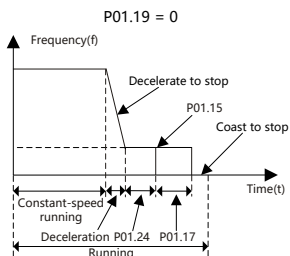 P01.19 = 0
Frequency(f)
Decelerate to stop
P01.15
Coast to stop
Time(t)
Constant-speed
running
Deceleration P01.24 P01.17
Running